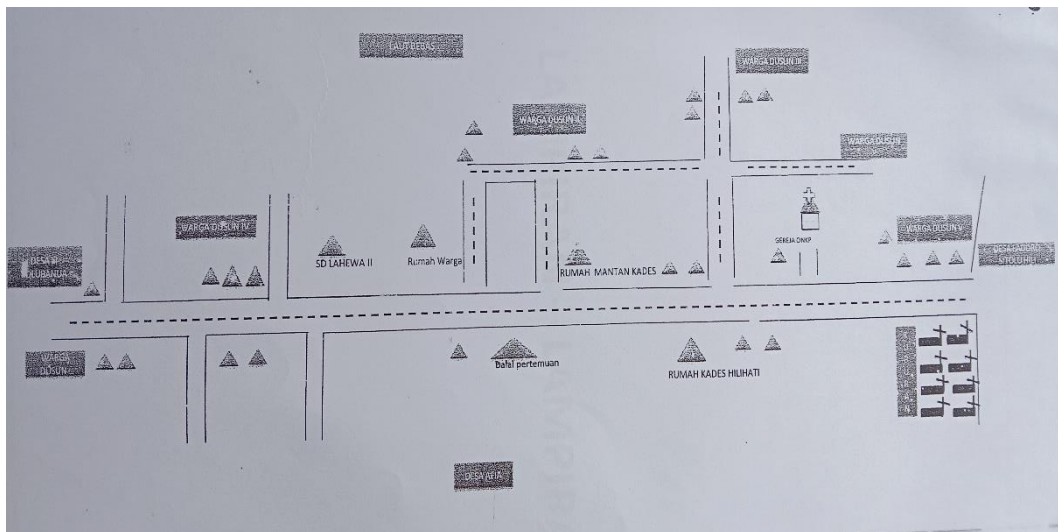 LAUT BEBAS
WARGA DUSUN III
WARGA DUSUN II
WARGA DUSUN
WARGA DUSUN IV
GEREJA ONKP
WARGA DUSUN V
DESA
SD LAHEWA II
Rumah Warga
RUMAH MANTAN KADES
WARGA
DUSUN
Balai pertemuan
RUMAH KADES HILIHATI
DESA AFIA